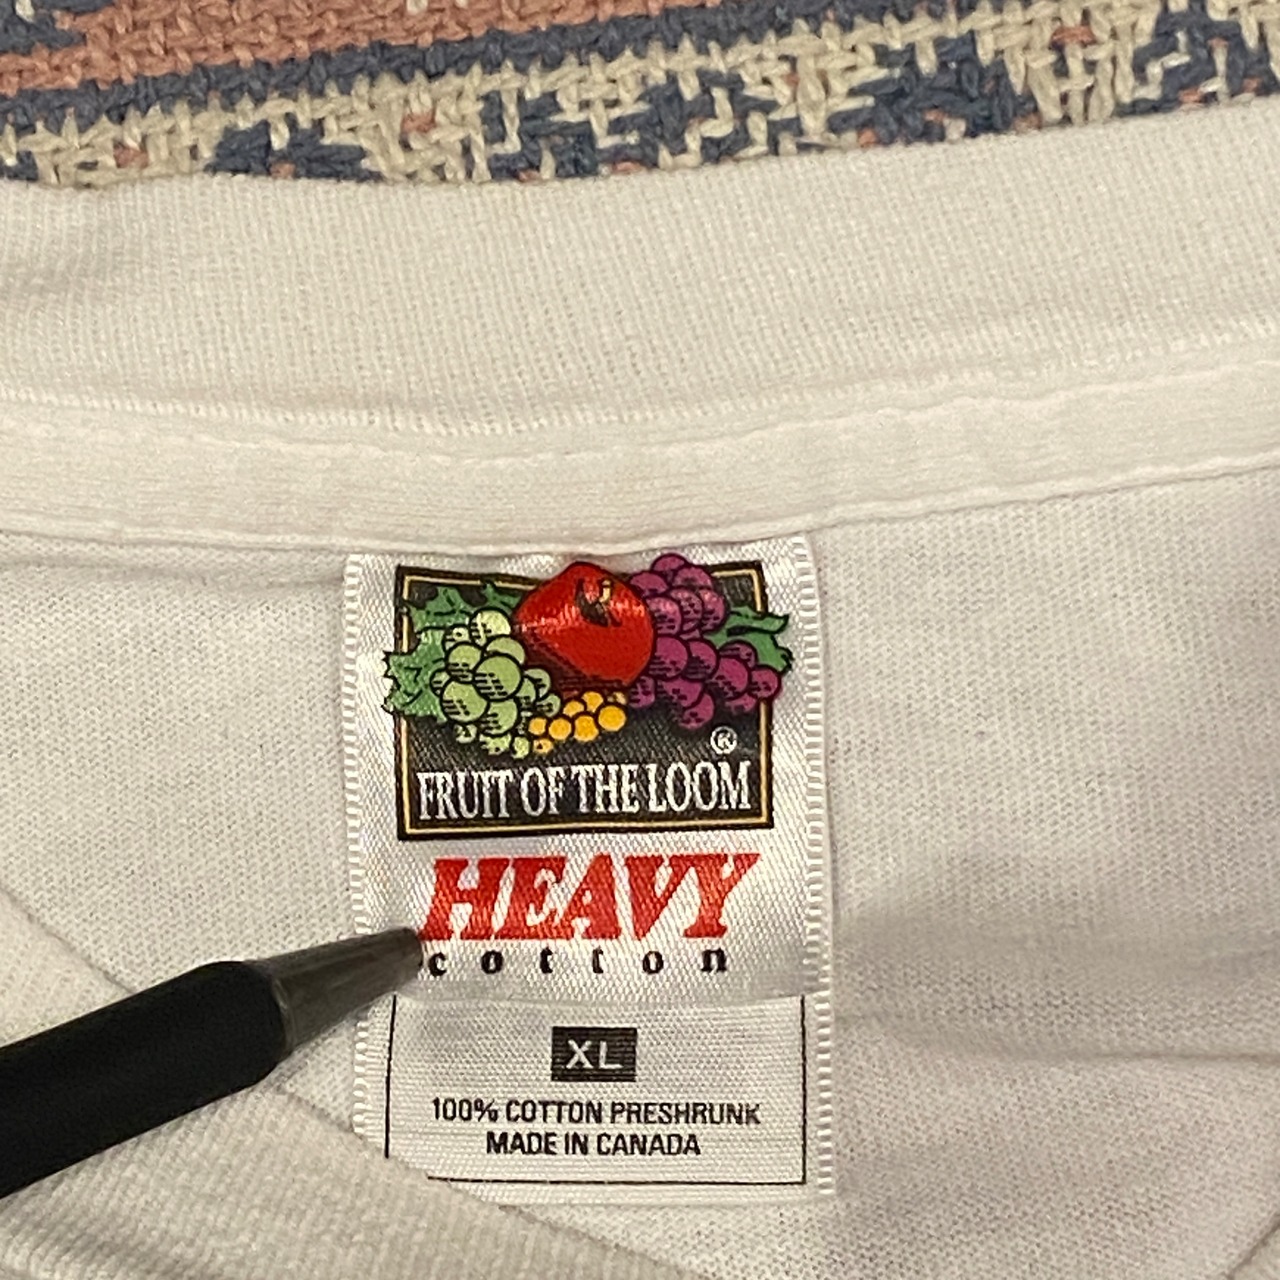 ®
FRUIT OF THE LOOM
HEAVY
cotton
XL
100% COTTON PRESHRUNK
MADE IN CANADA